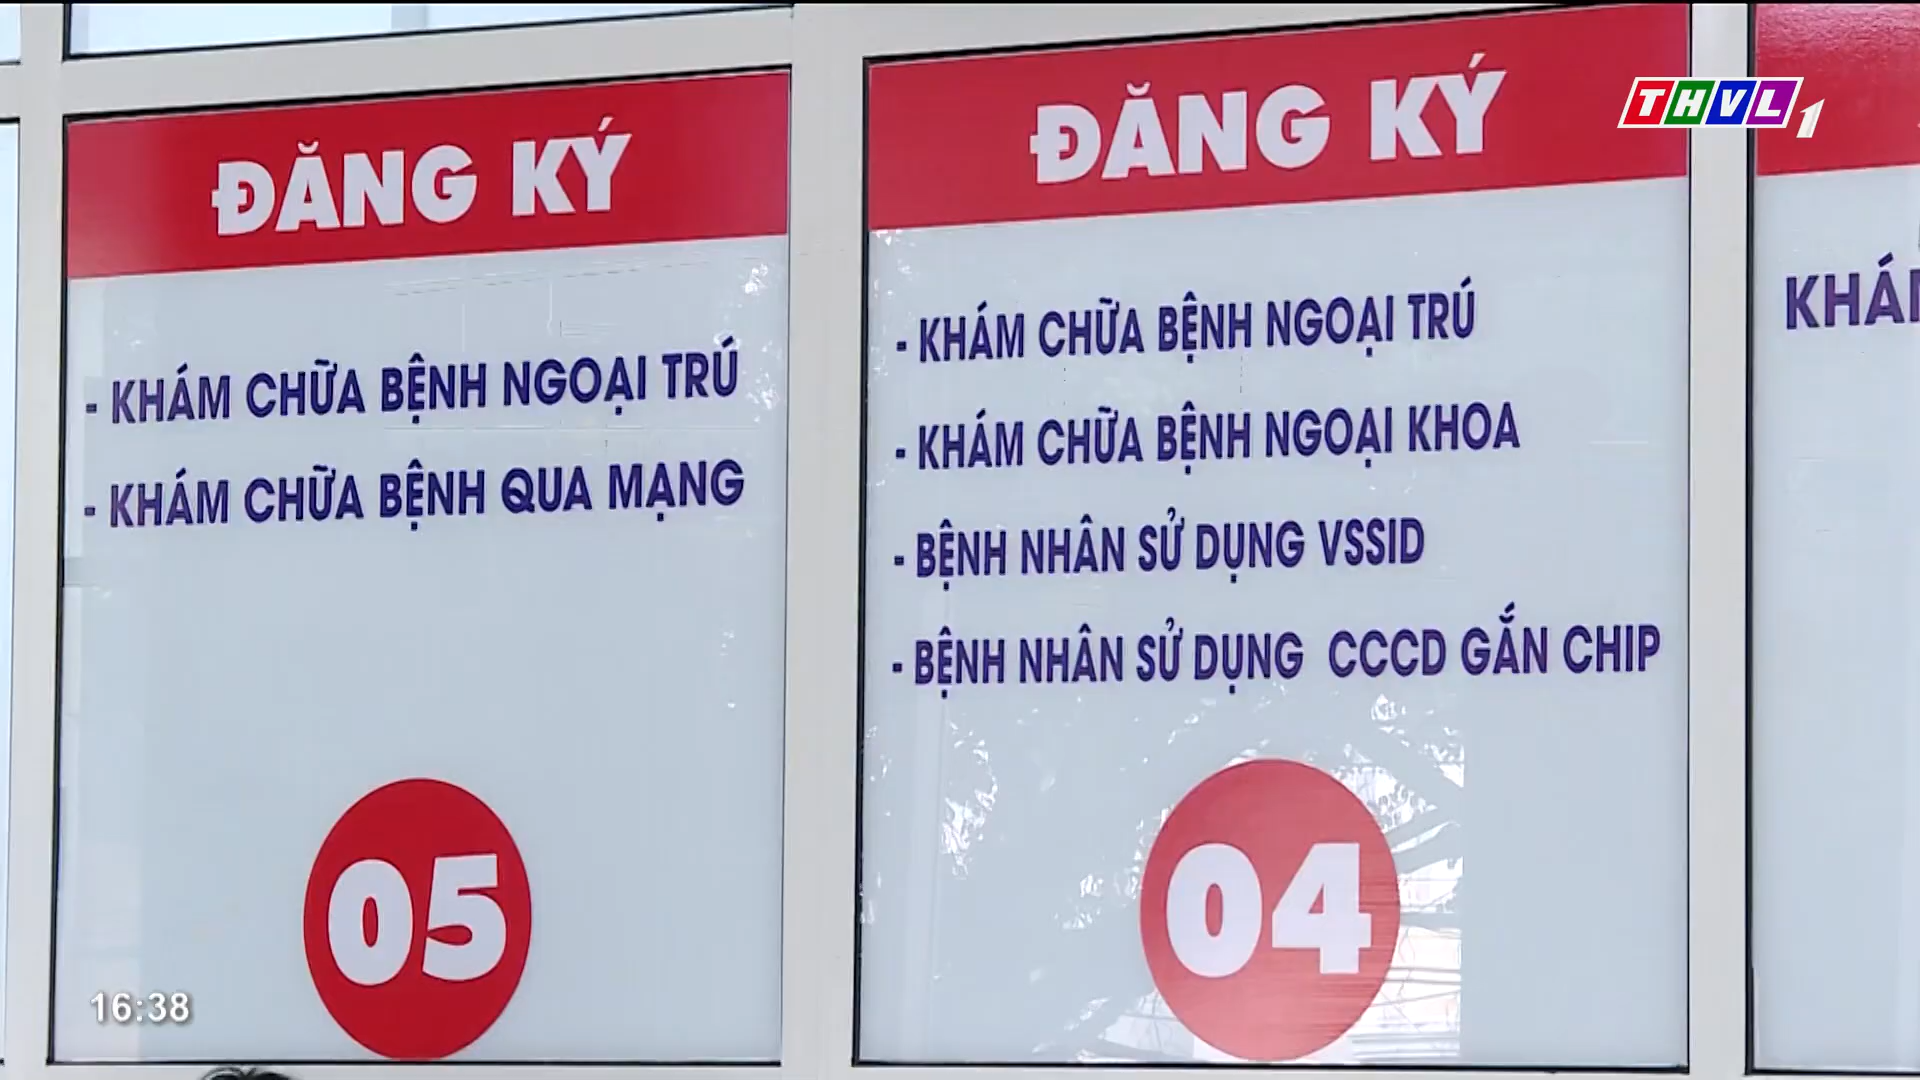 ĐĂNG KÝ
- KHÁM CHỮA BỆNH NGOẠI TRÚ
- KHÁM CHỮA BỆNH QUA MẠNG
05
ĐĂNG KÝ
- KHÁM CHỮA BỆNH NGOẠI TRÚ
- KHÁM CHỮA BỆNH NGOẠI KHOA
- BỆNH NHÂN SỬ DỤNG VSSID
- BỆNH NHÂN SỬ DỤNG CCCD GẮN CHIP
04
THVL1
16:38